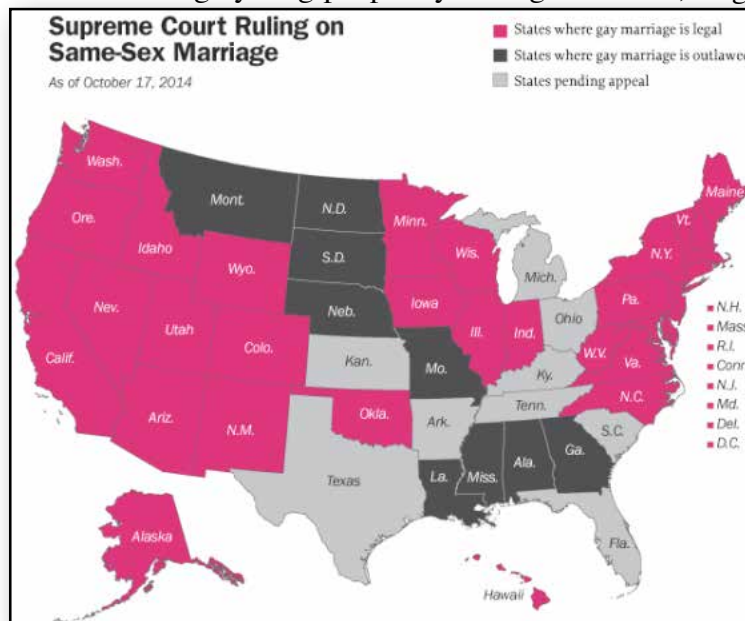 Supreme Court Ruling on
Same-Sex Marriage
As of October 17, 2014
States where gay marriage is legal
States where gay marriage is outlawed
States pending appeal
Wash.
Ore.
Idaho
Mont.
N.D.
Minn.
S.D.
Wyo.
Wis.
Mich.
Vt.
Maine
N.Y.
Nev.
Utah
Colo.
Neb.
Iowa
Ill.
Ind.
Ohio
Pa.
Calif.
Kan.
Mo.
Ky.
W.V.
Va.
Ariz.
N.M.
Okla.
Ark.
Tenn.
N.C.
S.C.
Texas
La.
Miss.
Ala.
Ga.
Fla.
Alaska
Hawaii
N.H.
Mass
R.I.
Conn
N.J.
Md.
Del.
D.C.